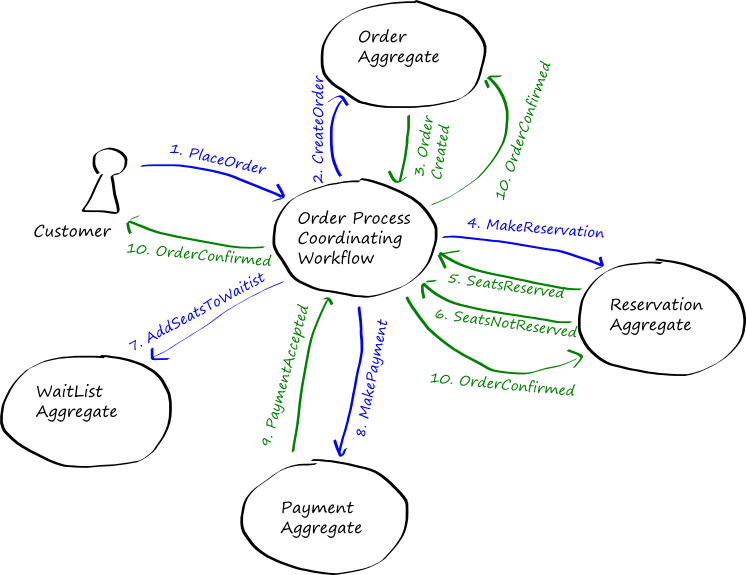 Order
Aggregate
2. CreateOrder
3. Order
Created
10. OrderConfirmed
1. PlaceOrder
Customer
Order Process
Coordinating
Workflow
4. MakeReservation
10. OrderConfirmed
5. SeatsReserved
6. SeatsNotReserved
Reservation
Aggregate
7. AddSeatsToWaitist
10. OrderConfirmed
WaitList
Aggregate
9. PaymentAccepted
8. MakePayment
Payment
Aggregate